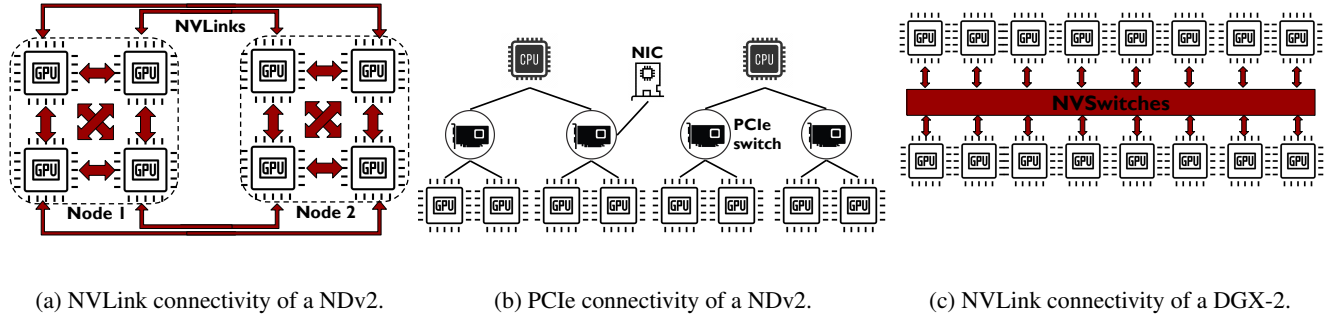 NVLinks
GPU GPU GPU GPU
GPU GPU GPU GPU
Node 1 Node 2
(a) NVLink connectivity of a NDv2.
CPU NIC CPU
PCIe
switch
GPU GPU GPU GPU GPU GPU GPU GPU
(b) PCIe connectivity of a NDv2.
GPU GPU GPU GPU GPU GPU GPU GPU
NVSwitches
GPU GPU GPU GPU GPU GPU GPU GPU
(c) NVLink connectivity of a DGX-2.